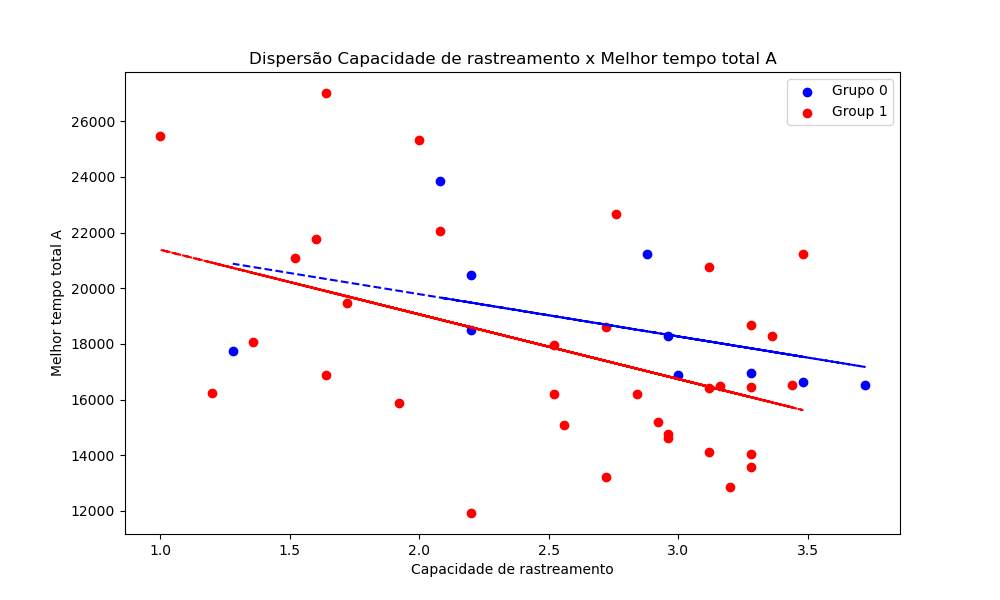 Dispersão Capacidade de rastreamento x Melhor tempo total A
Grupo 0
Group 1
26000
24000
22000
20000
18000
16000
14000
12000
Melhor tempo total A
1.0 1.5 2.0 2.5 3.0 3.5
Capacidade de rastreamento